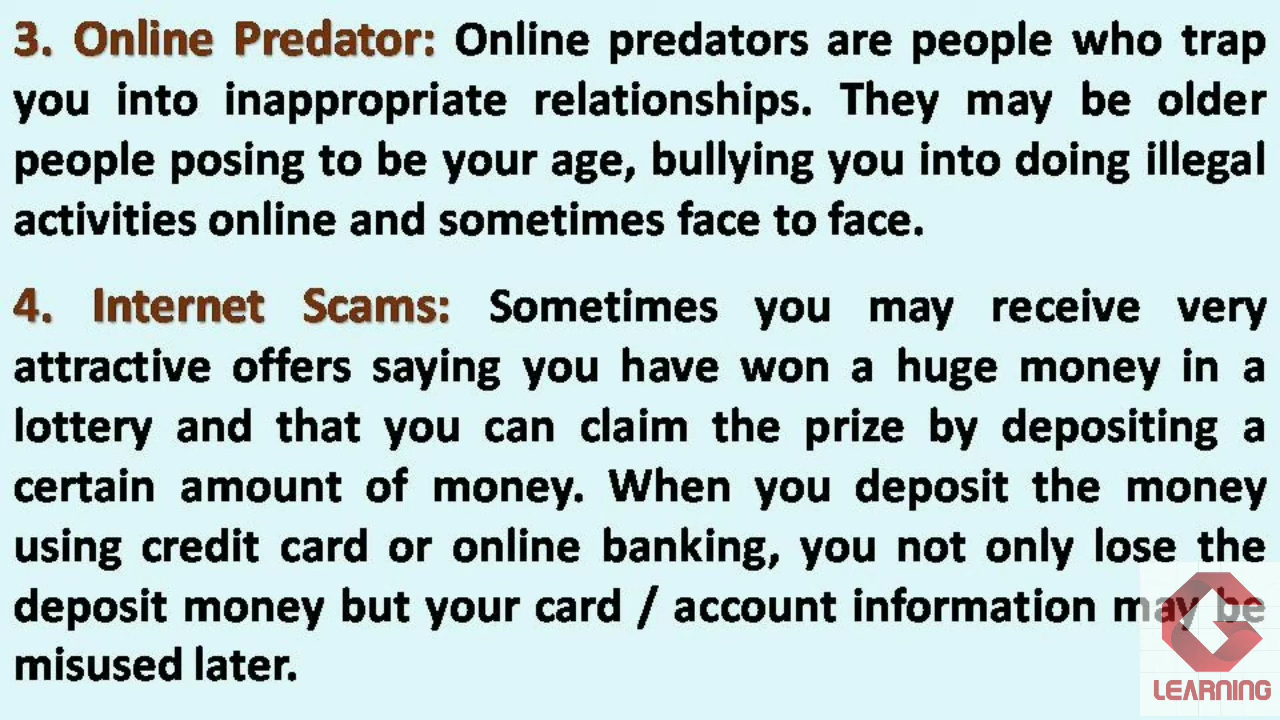 3. Online Predator: Online predators are people who trap
you into inappropriate relationships. They may be older
people posing to be your age, bullying you into doing illegal
activities online and sometimes face to face.
4. Internet Scams: Sometimes you may receive very
attractive offers saying you have won a huge money in a
lottery and that you can claim the prize by depositing a
certain amount of money. When you deposit the money
using credit card or online banking, you not only lose the
deposit money but your card / account information may be
misused later.
LEARNING